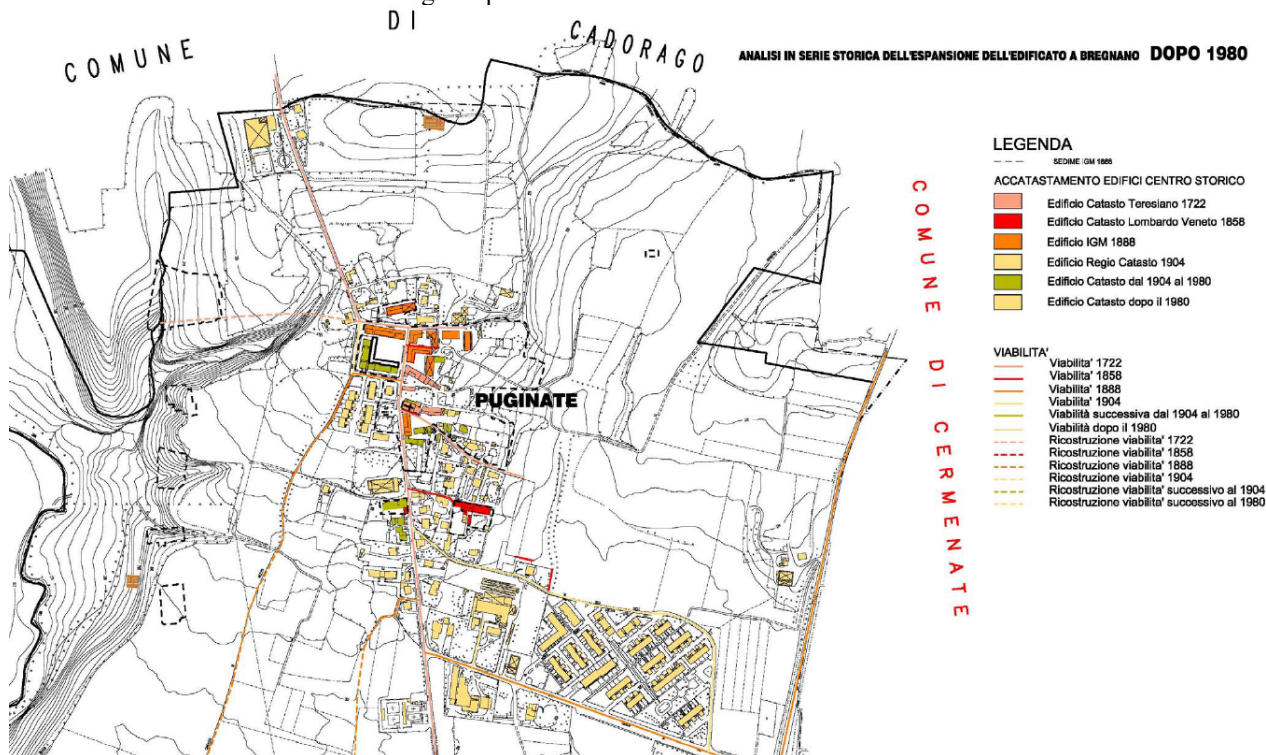 COMUNE DI CADORAGO
ANALISI IN SERIE STORICA DELL'ESPANSIONE DELL'EDIFICATO A BREGNANO DOPO 1980
LEGENDA
SEDIME IGM 1888
ACCATASTAMENTO EDIFICI CENTRO STORICO
Edificio Catasto Teresiano 1722
Edificio Catasto Lombardo Veneto 1858
Edificio IGM 1888
Edificio Regio Catasto 1904
Edificio Catasto dal 1904 al 1980
Edificio Catasto dopo il 1980
VIABILITA'
Viabilita' 1722
Viabilita' 1858
Viabilita' 1888
Viabilita' 1904
Viabilità successiva dal 1904 al 1980
Viabilità dopo il 1980
Ricostruzione viabilita' 1722
Ricostruzione viabilita' 1858
Ricostruzione viabilita' 1888
Ricostruzione viabilita' 1904
Ricostruzione viabilita' successivo al 1904
Ricostruzione viabilita' successivo al 1980
COMUNE DI CERMENATE
PUGINATE